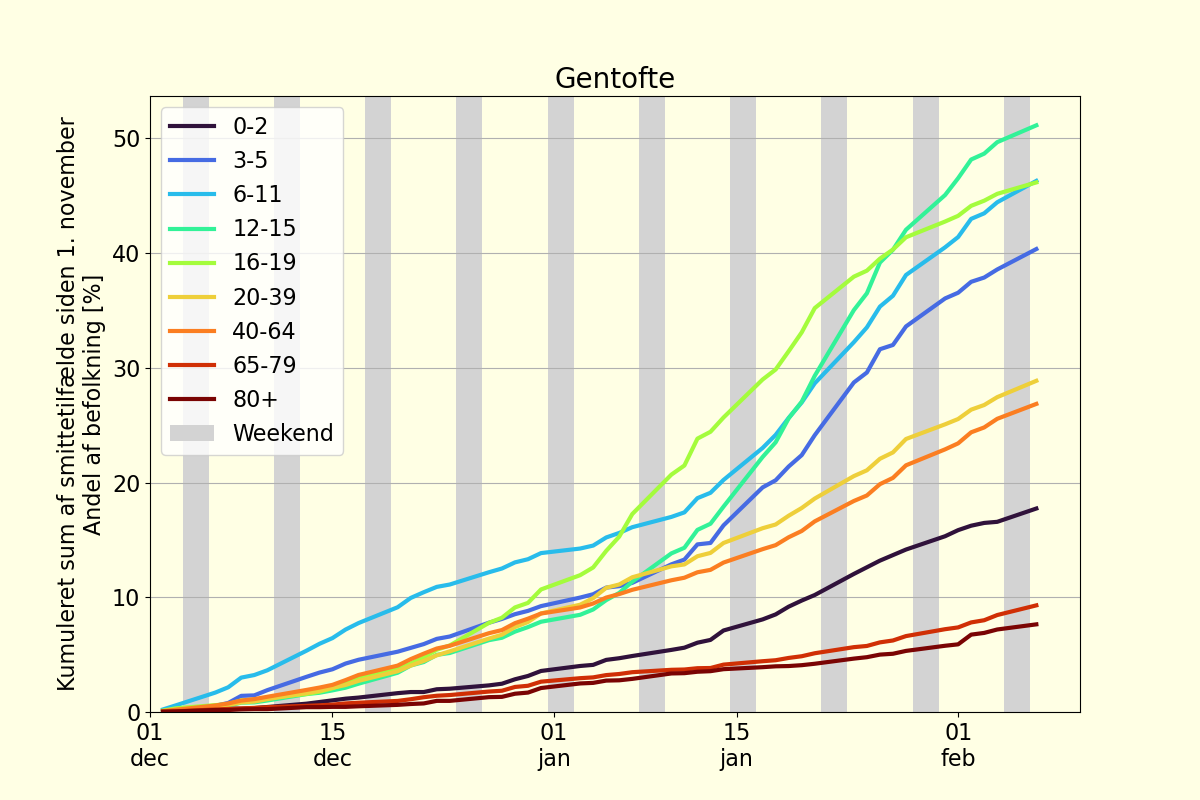 Gentofte
Kumuleret sum af smittetilfælde siden 1. november
Andel af befolkning [%]
50
40
30
20
10
0
0-2
3-5
6-11
12-15
16-19
20-39
40-64
65-79
80+
Weekend
01
dec
15
dec
01
jan
15
jan
01
feb